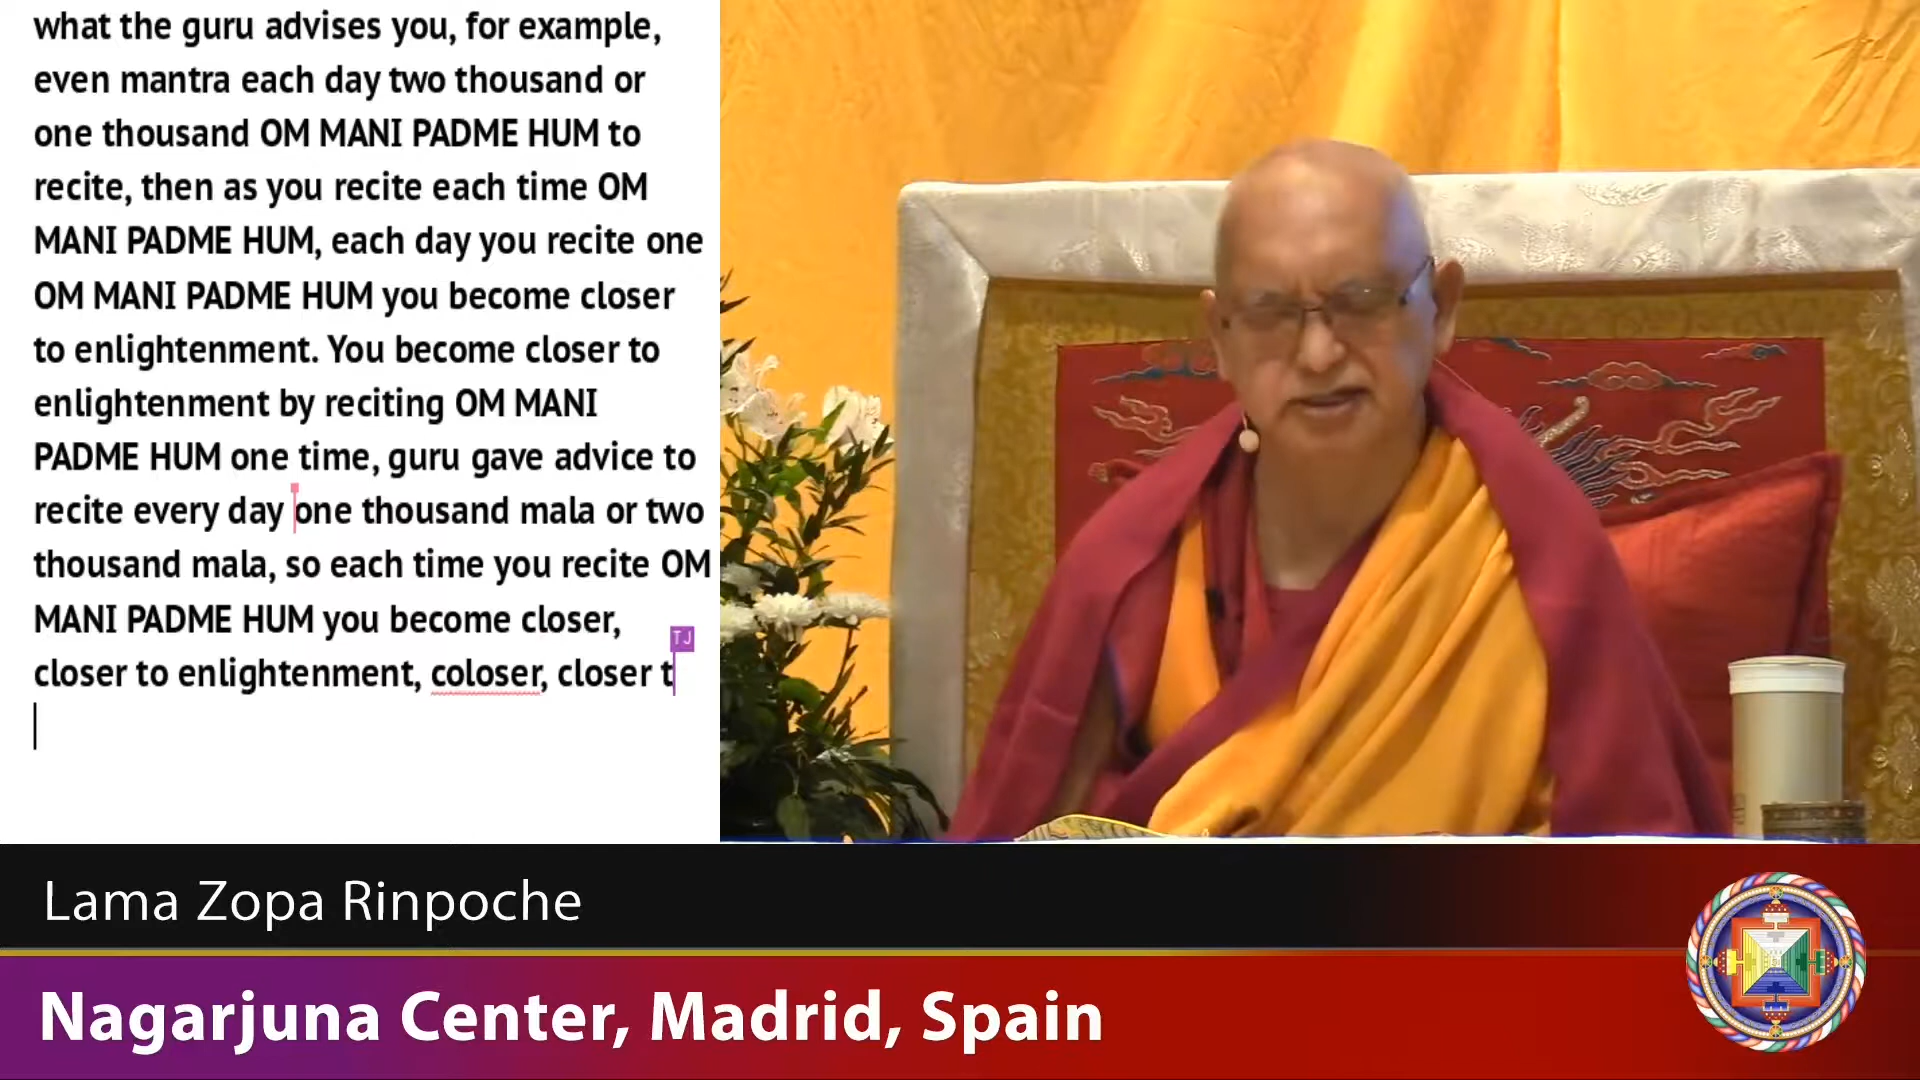 what the guru advises you, for example,
even mantra each day two thousand or
one thousand OM MANI PADME HUM to
recite, then as you recite each time OM
MANI PADME HUM, each day you recite one
OM MANI PADME HUM you become closer
to enlightenment. You become closer to
enlightenment by reciting OM MANI
PADME HUM one time, guru gave advice to
recite every day one thousand mala or two
thousand mala, so each time you recite OM
MANI PADME HUM you become closer,
TJ
closer to enlightenment, coloser, closer t
Lama Zopa Rinpoche
Nagarjuna Center, Madrid, Spain